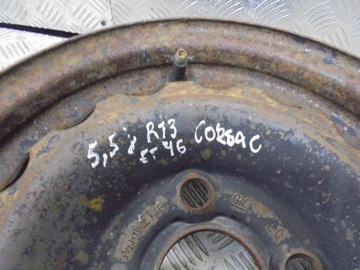 5,5 x R13 CORSA C
ET 46